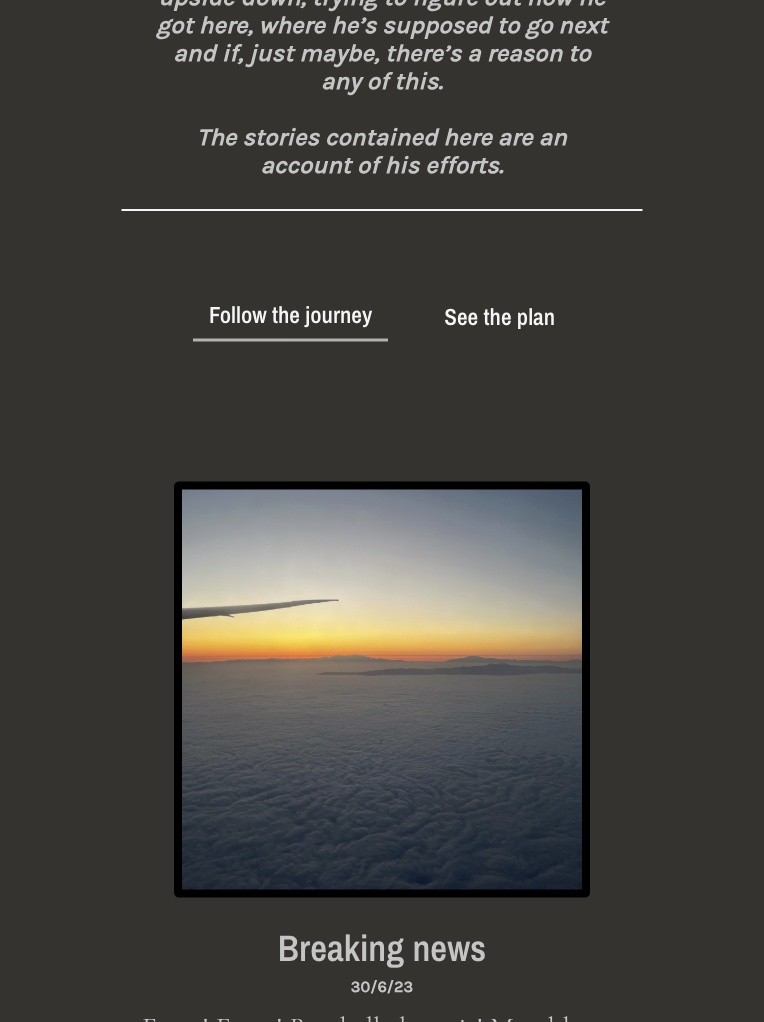 upside down, trying to figure out how he
got here, where he's supposed to go next
and if, just maybe, there's a reason to
any of this.
The stories contained here are an
account of his efforts.
Follow the journey
See the plan
Breaking news
30/6/23